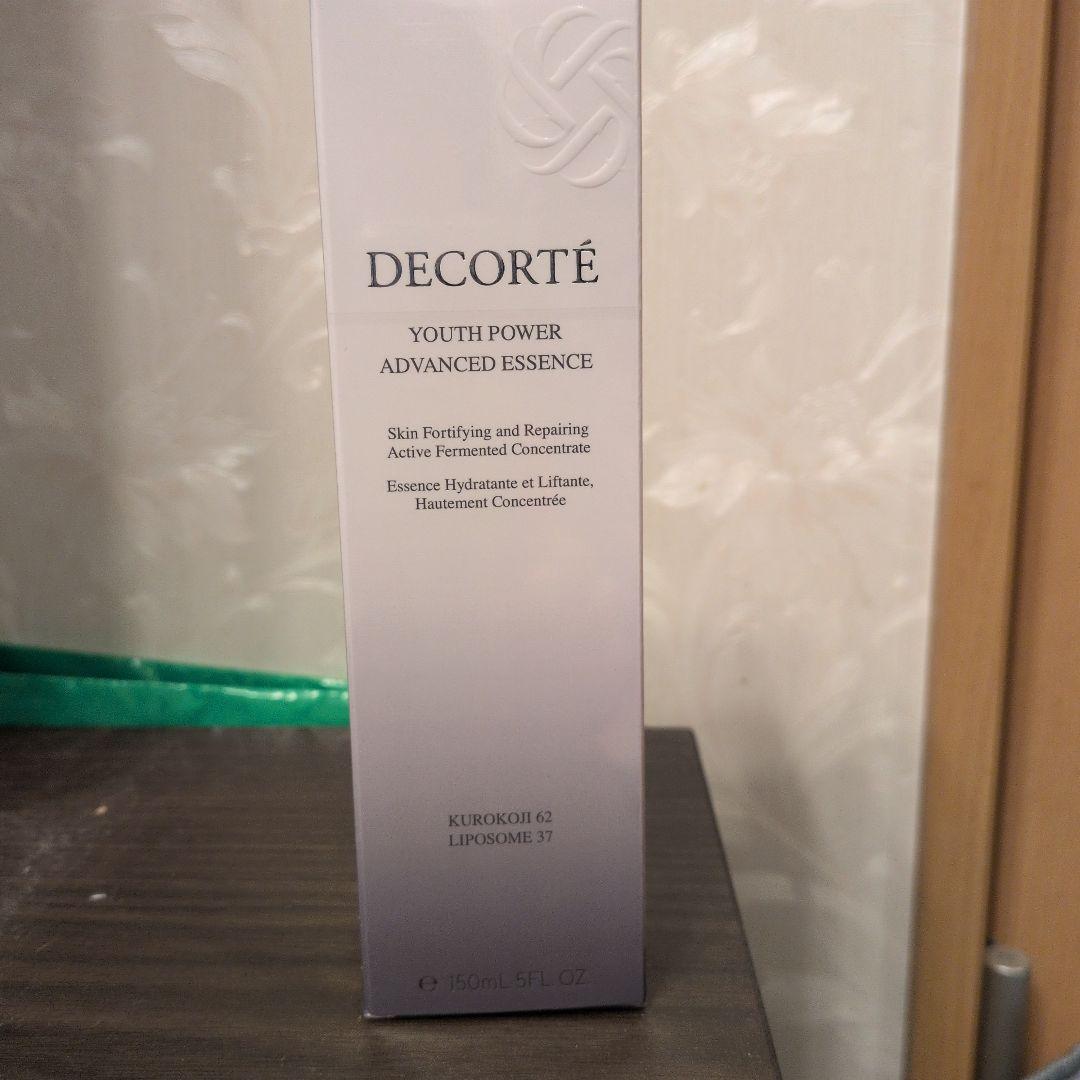 DECORTÉ
YOUTH POWER
ADVANCED ESSENCE
Skin Fortifying and Repairing
Active Fermented Concentrate
Essence Hydratante et Liftante,
Hautement Concentrée
KUROKOJI 62
LIPOSOME 37
℮ 150mL 5FL. OZ.